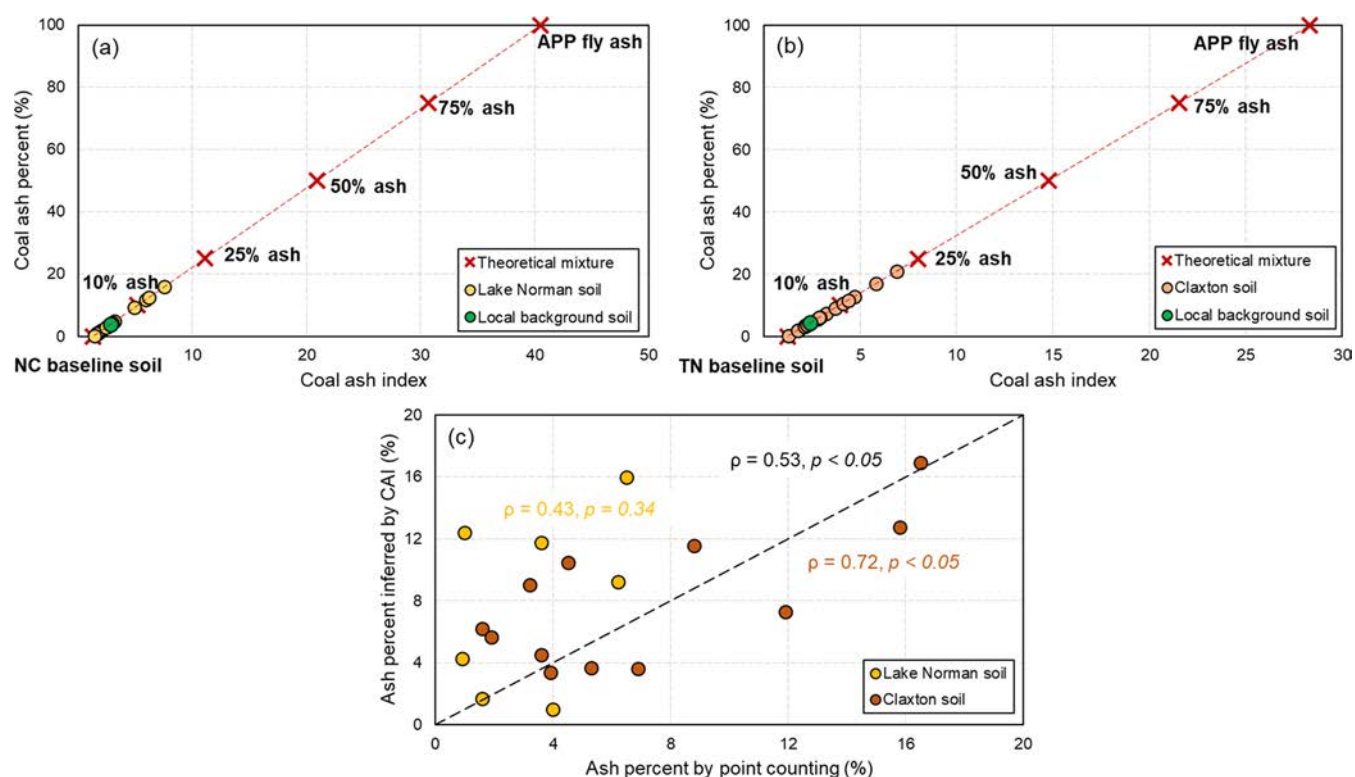 (a)
Coal ash percent (%)
100
80
60
40
20
0
APP fly ash
75% ash
50% ash
25% ash
10% ash
Theoretical mixture
Lake Norman soil
Local background soil
10
20
30
40
50
NC baseline soil
Coal ash index
(b)
Coal ash percent (%)
100
80
60
40
20
0
APP fly ash
75% ash
50% ash
25% ash
10% ash
Theoretical mixture
Claxton soil
Local background soil
5
10
15
20
25
30
TN baseline soil
Coal ash index
(c)
Ash percent inferred by CAI (%)
20
16
12
8
4
0
ρ = 0.53, p < 0.05
ρ = 0.43, p = 0.34
ρ = 0.72, p < 0.05
Lake Norman soil
Claxton soil
0
4
8
12
16
20
Ash percent by point counting (%)